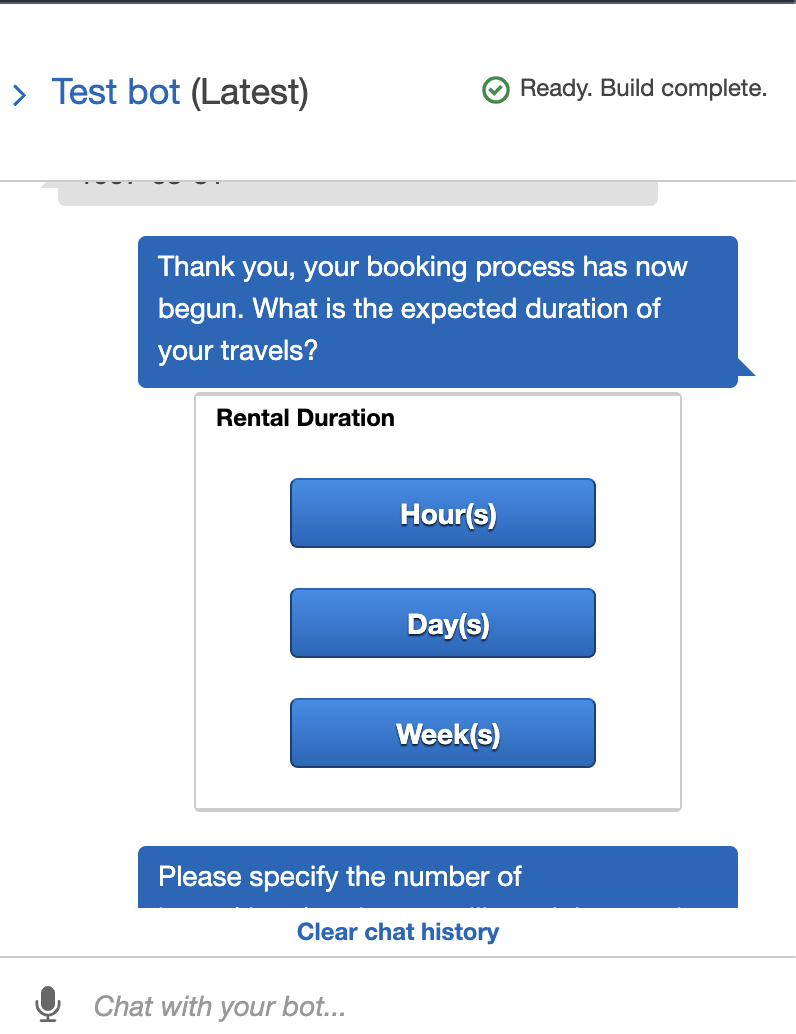 Test bot (Latest)
Ready. Build complete.
Thank you, your booking process has now
begun. What is the expected duration of
your travels?
Rental Duration
Hour(s)
Day(s)
Week(s)
Please specify the number of
Clear chat history
Chat with your bot...